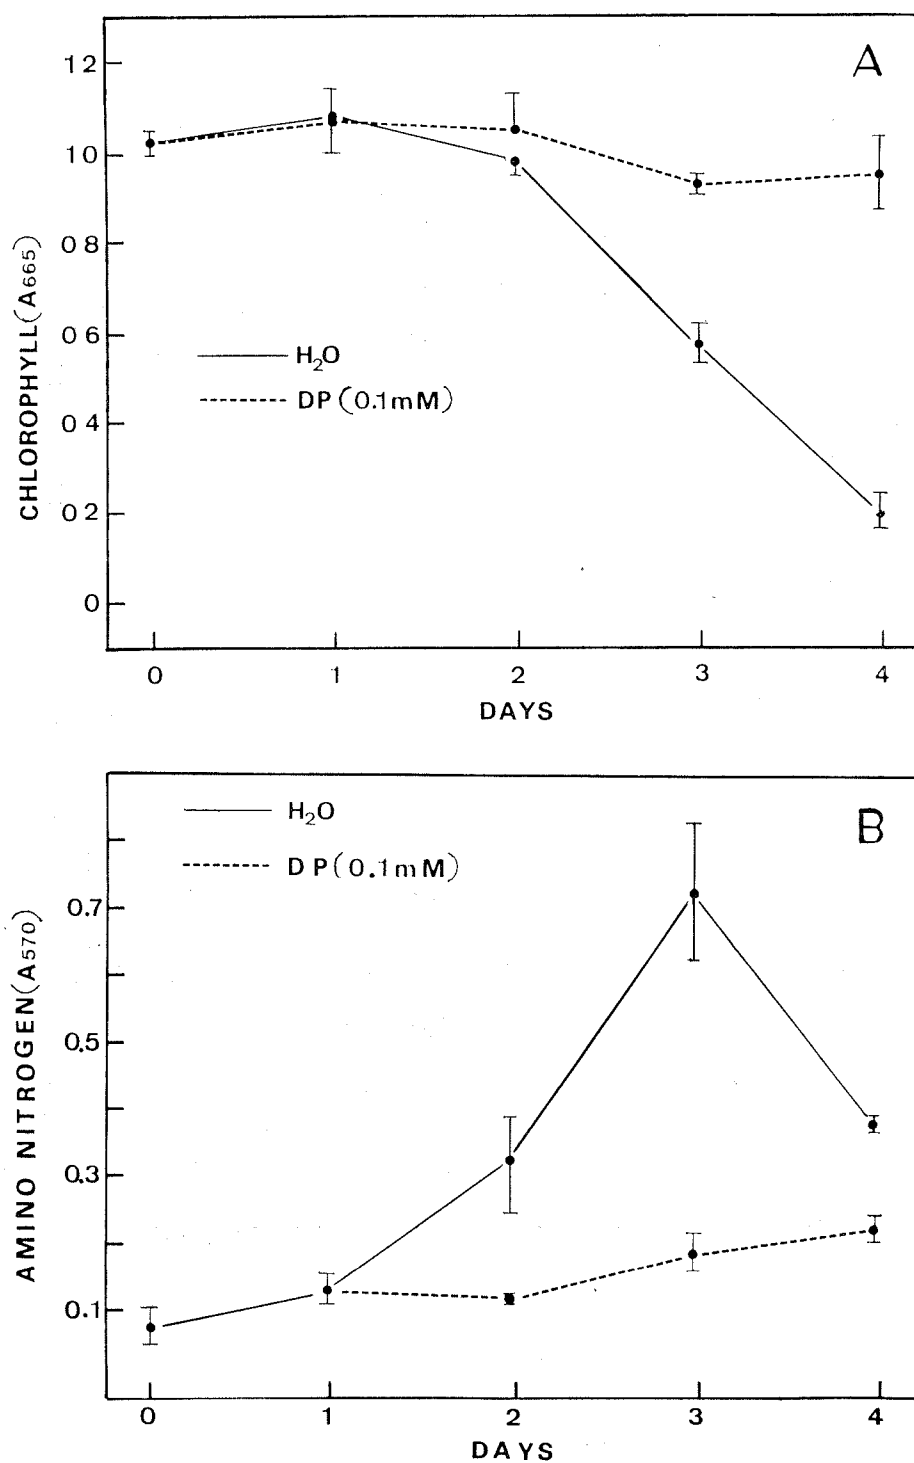 A
12
10
08
06
04
02
0
CHLOROPHYLL(A665)
H₂O
DP(0.1mM)
0 1 2 3 4
DAYS
B
H₂O
DP(0.1mM)
0.7
0.5
0.3
0.1
AMINO NITROGEN(A570)
0 1 2 3 4
DAYS